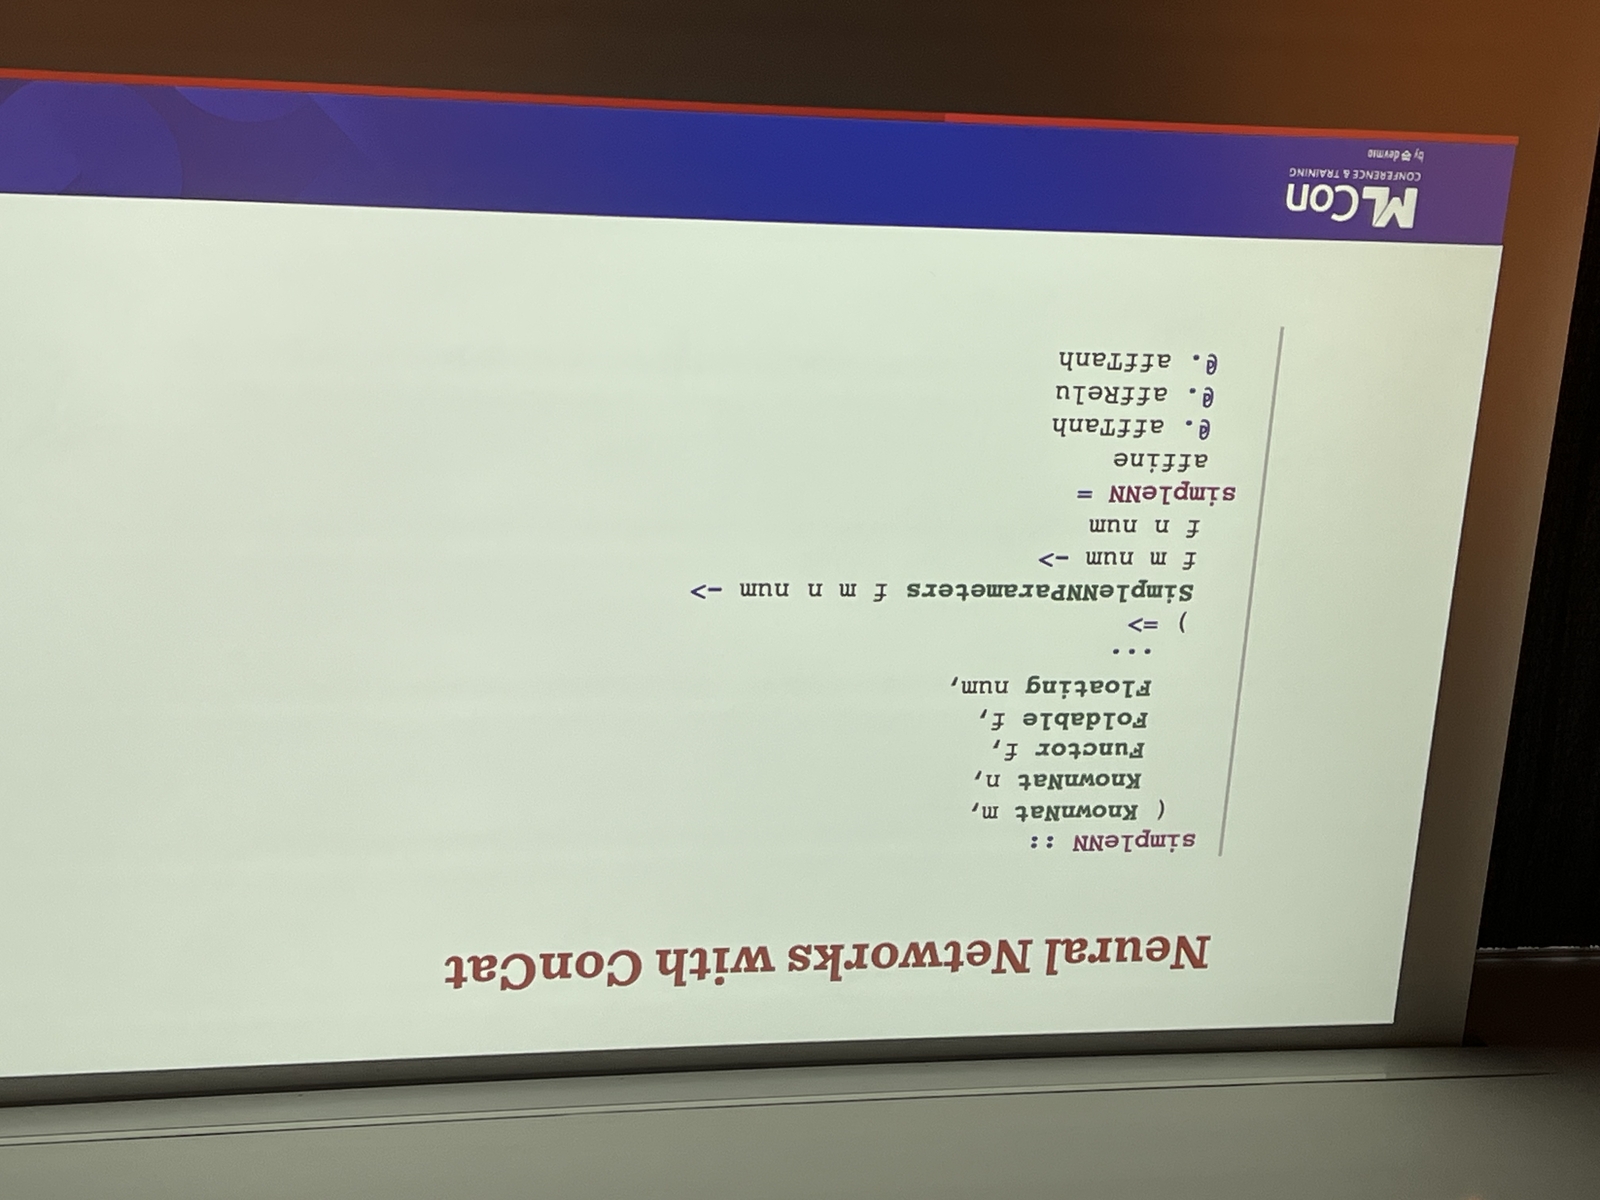 Neural Networks with ConCat
simpleNN ::
( KnownNat m,
KnownNat n,
Functor f,
Foldable f,
Floating num,
...
) =>
SimpleNNParameters f m n num ->
f m num ->
f n num
simpleNN =
affine
@. affTanh
@. affRelu
@. affTanh
MLCon
CONFERENCE & TRAINING
by devmio